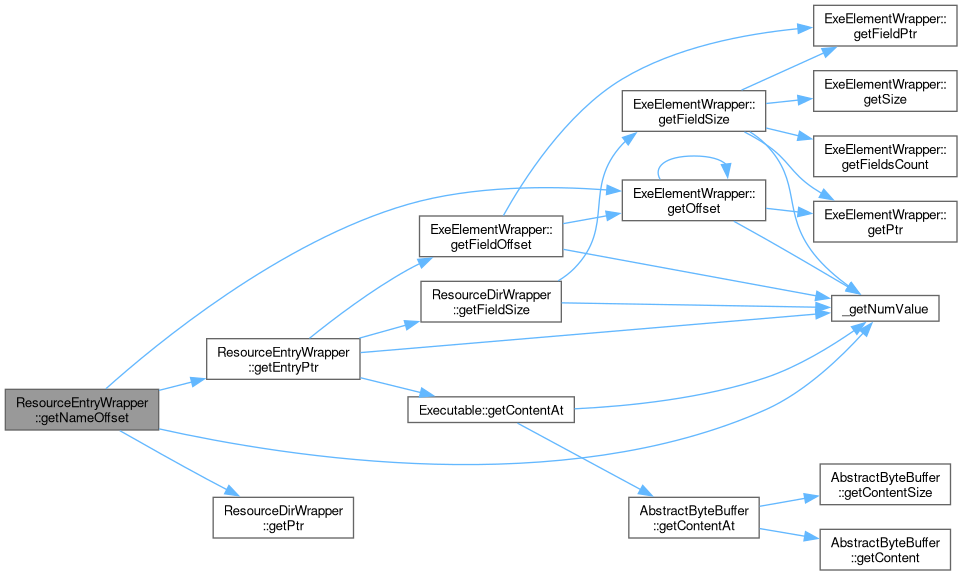 ExeElementWrapper::
getFieldPtr
ExeElementWrapper::
getFieldSize
ExeElementWrapper::
getSize
ExeElementWrapper::
getFieldsCount
ExeElementWrapper::
getOffset
ExeElementWrapper::
getPtr
ExeElementWrapper::
getFieldOffset
ResourceDirWrapper
::getFieldSize
_getNumValue
ResourceEntryWrapper
::getEntryPtr
ResourceEntryWrapper
::getNameOffset
Executable::getContentAt
ResourceDirWrapper
::getPtr
AbstractByteBuffer
::getContentAt
AbstractByteBuffer
::getContentSize
AbstractByteBuffer
::getContent